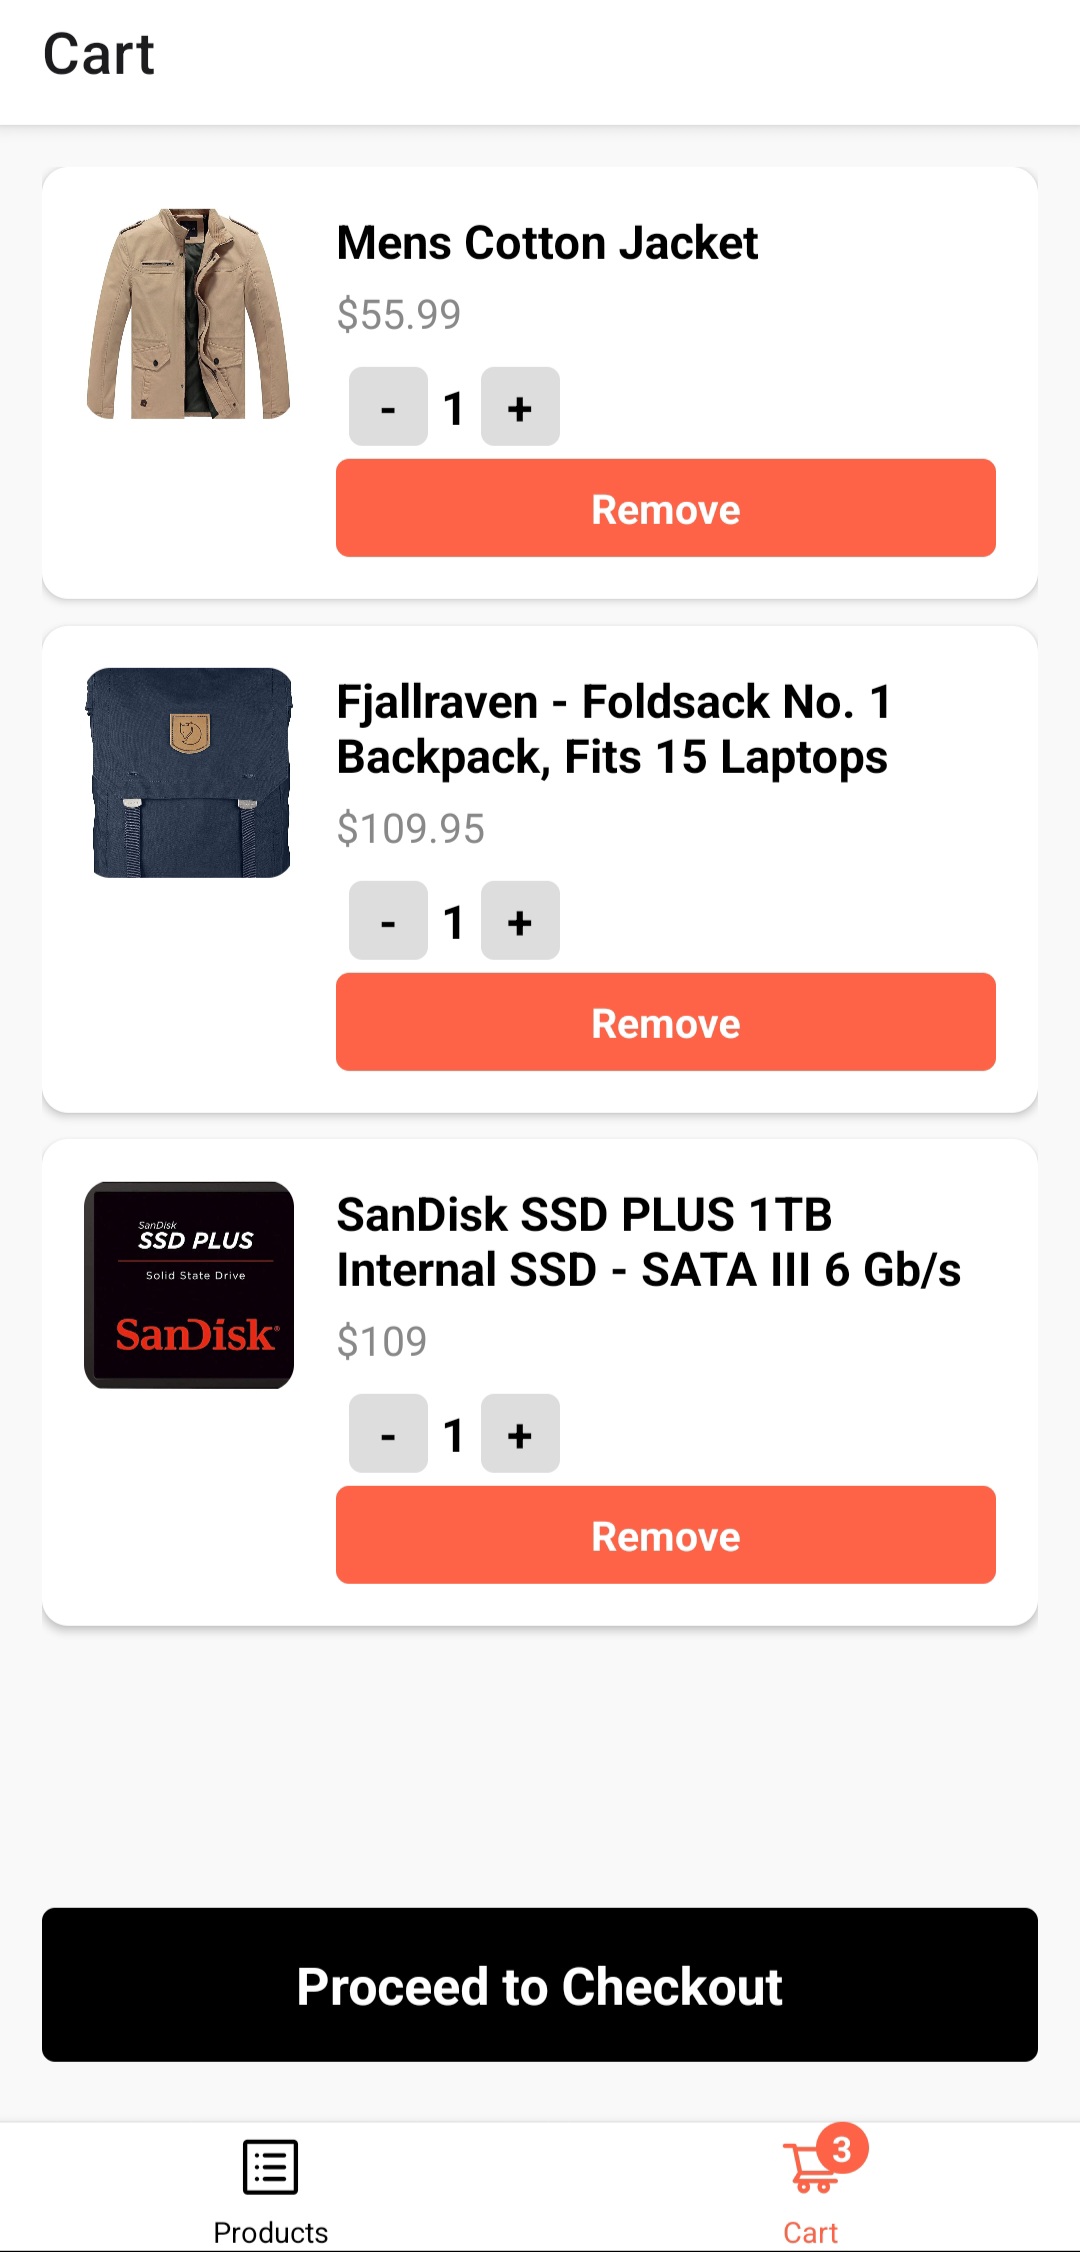 Cart
Mens Cotton Jacket
$55.99
- 1 +
Remove
Fjallraven - Foldsack No. 1
Backpack, Fits 15 Laptops
$109.95
- 1 +
Remove
SanDisk
SSD PLUS
Solid State Drive
SanDisk®
SanDisk SSD PLUS 1TB
Internal SSD - SATA III 6 Gb/s
$109
- 1 +
Remove
Proceed to Checkout
3
Products
Cart